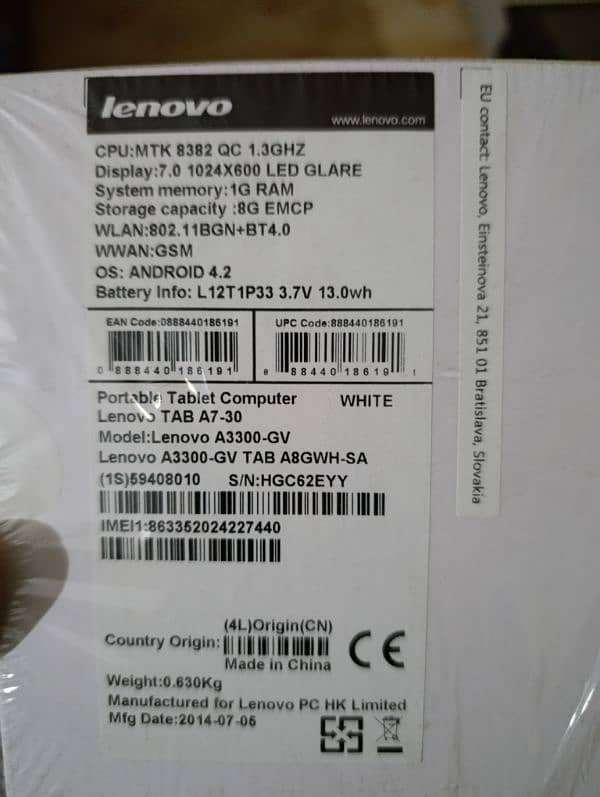 lenovo
www.lenovo.com
CPU:MTK 8382 QC 1.3GHZ
Display:7.0 1024X600 LED GLARE
System memory:1G RAM
Storage capacity :8G EMCP
WLAN:802.11BGN+BT4.0
WWAN:GSM
OS: ANDROID 4.2
Battery Info: L12T1P33 3.7V 13.0wh
EAN Code:0888440186191
0 888440 186191
UPC Code:888440186191
8 88440 18619 1
Portable Tablet Computer WHITE
Lenovo TAB A7-30
Model:Lenovo A3300-GV
Lenovo A3300-GV TAB A8GWH-SA
(1S)59408010 S/N:HGC62EYY
IMEI1:863352024227440
(4L)Origin(CN)
Country Origin:
Made in China
CE
Weight:0.630Kg
Manufactured for Lenovo PC HK Limited
Mfg Date:2014-07-05
EU contact: Lenovo, Einsteinova 21, 851 01 Bratislava, Slovakia